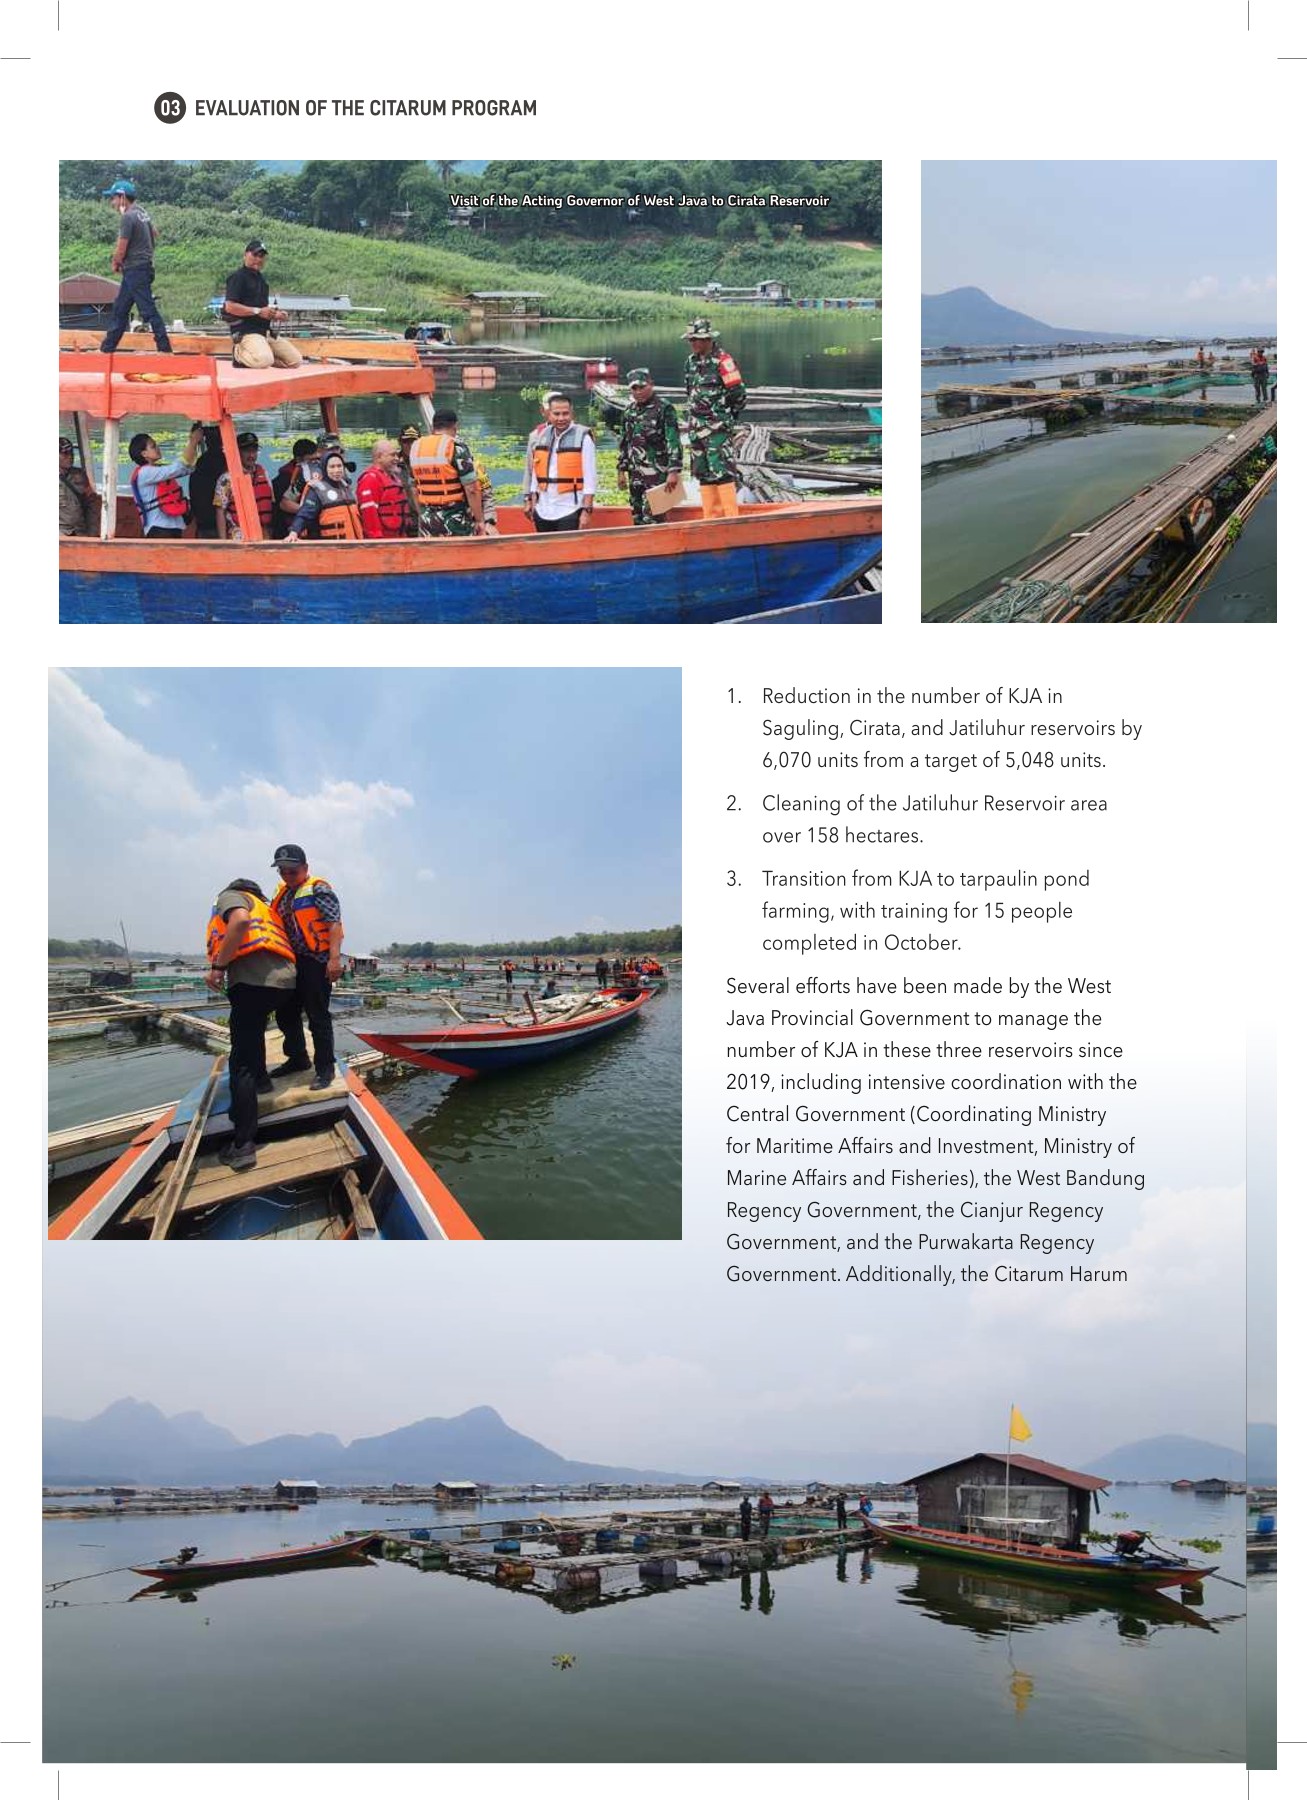 03 EVALUATION OF THE CITARUM PROGRAM
Visit of the Acting Governor of West Java to Cirata Reservoir
1. Reduction in the number of KJA in
Saguling, Cirata, and Jatiluhur reservoirs by
6,070 units from a target of 5,048 units.
2. Cleaning of the Jatiluhur Reservoir area
over 158 hectares.
3. Transition from KJA to tarpaulin pond
farming, with training for 15 people
completed in October.
Several efforts have been made by the West
Java Provincial Government to manage the
number of KJA in these three reservoirs since
2019, including intensive coordination with the
Central Government (Coordinating Ministry
for Maritime Affairs and Investment, Ministry of
Marine Affairs and Fisheries), the West Bandung
Regency Government, the Cianjur Regency
Government, and the Purwakarta Regency
Government. Additionally, the Citarum Harum